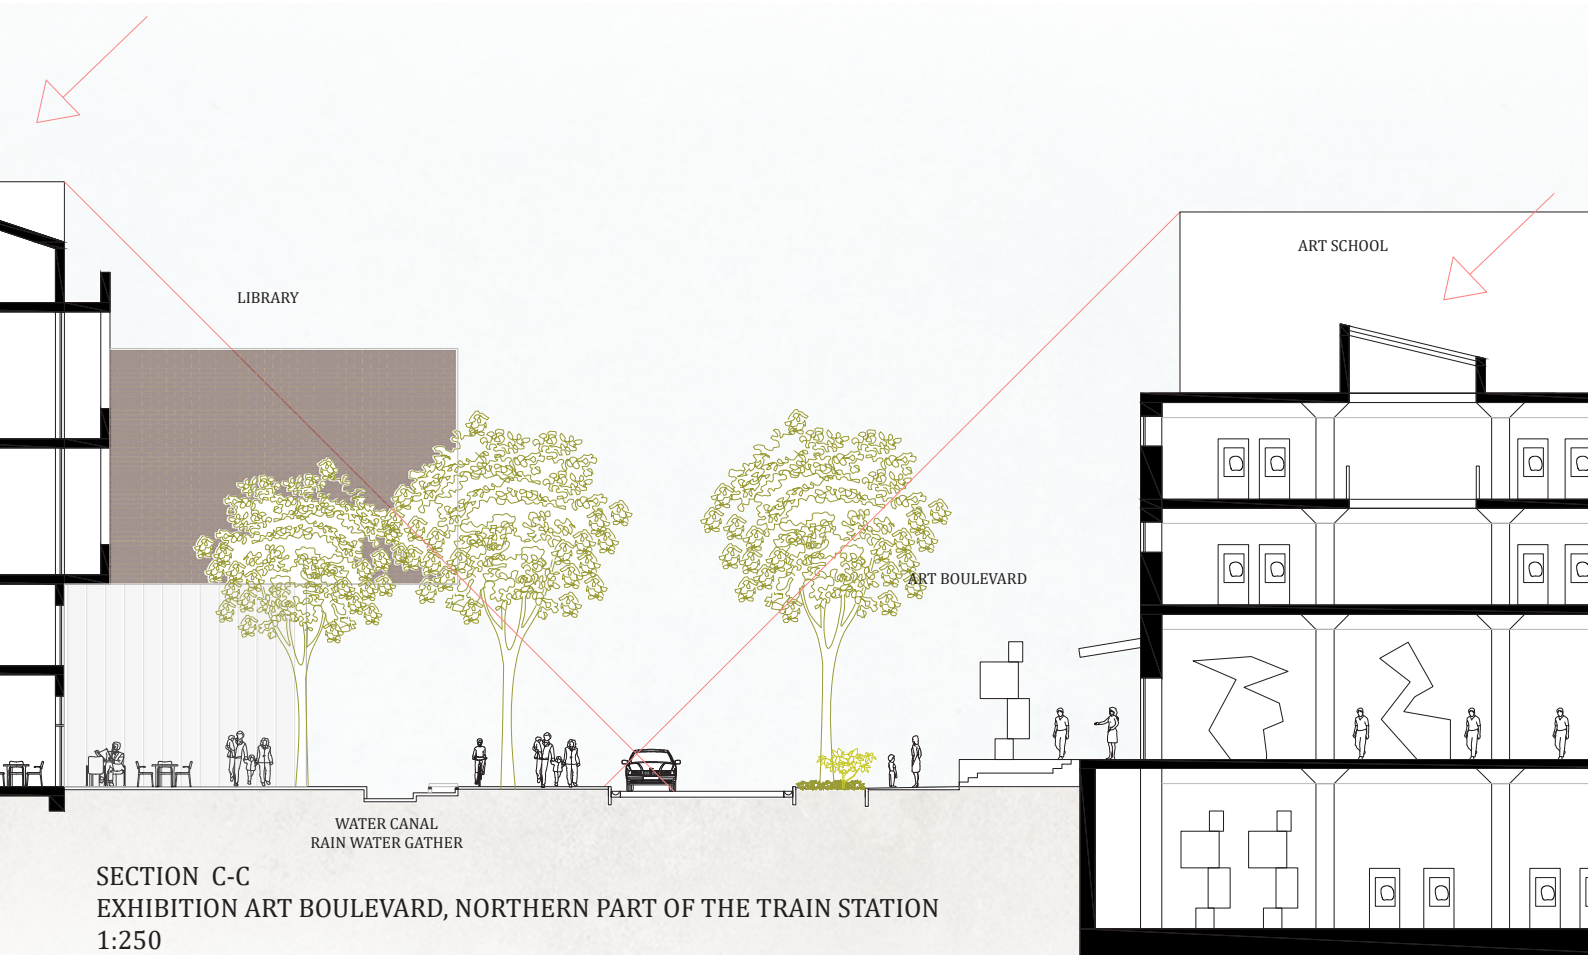 ART SCHOOL
LIBRARY
ART BOULEVARD
WATER CANAL
RAIN WATER GATHER
SECTION C-C
EXHIBITION ART BOULEVARD, NORTHERN PART OF THE TRAIN STATION
1:250